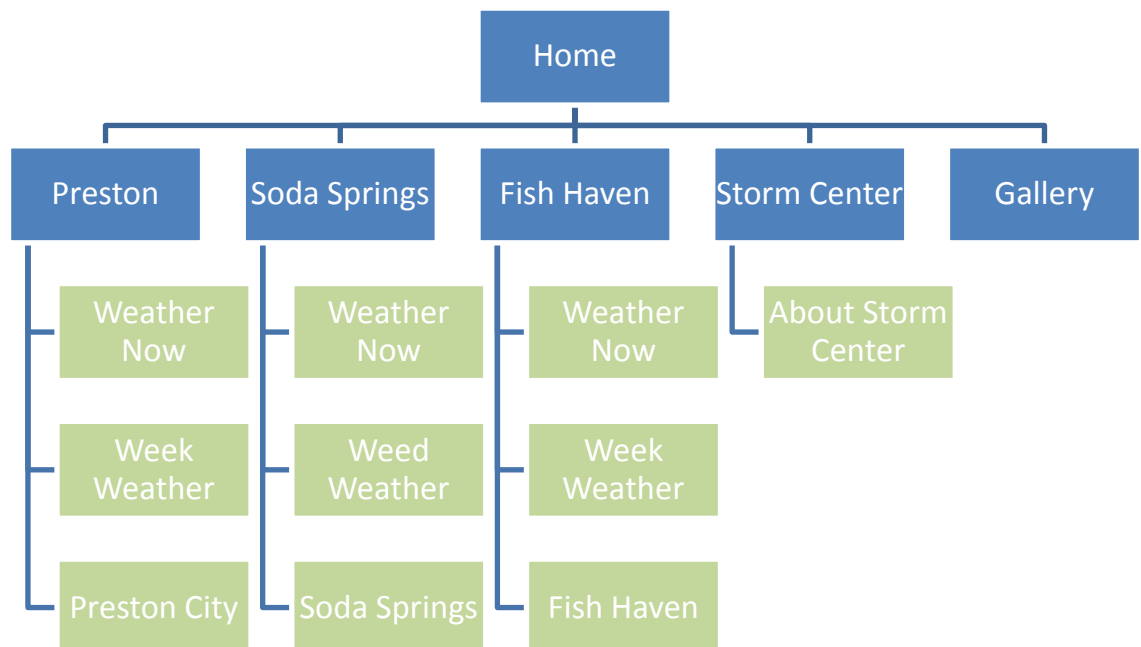 Home
Preston
Soda Springs
Fish Haven
Storm Center
Gallery
Weather
Now
Weather
Now
Weather
Now
About Storm
Center
Week
Weather
Weed
Weather
Week
Weather
Preston City
Soda Springs
Fish Haven